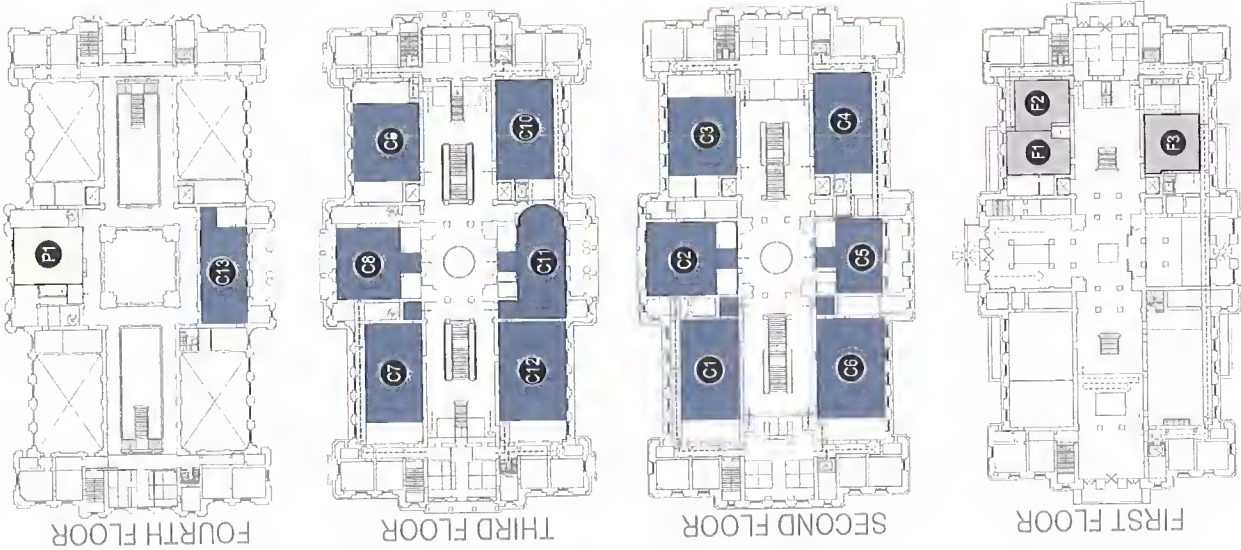 FOURTH FLOOR
P1
C13
THIRD FLOOR
C7
C8
C9
C10
C11
C12
SECOND FLOOR
C1
C2
C3
C4
C5
C6
FIRST FLOOR
F1
F2
F3